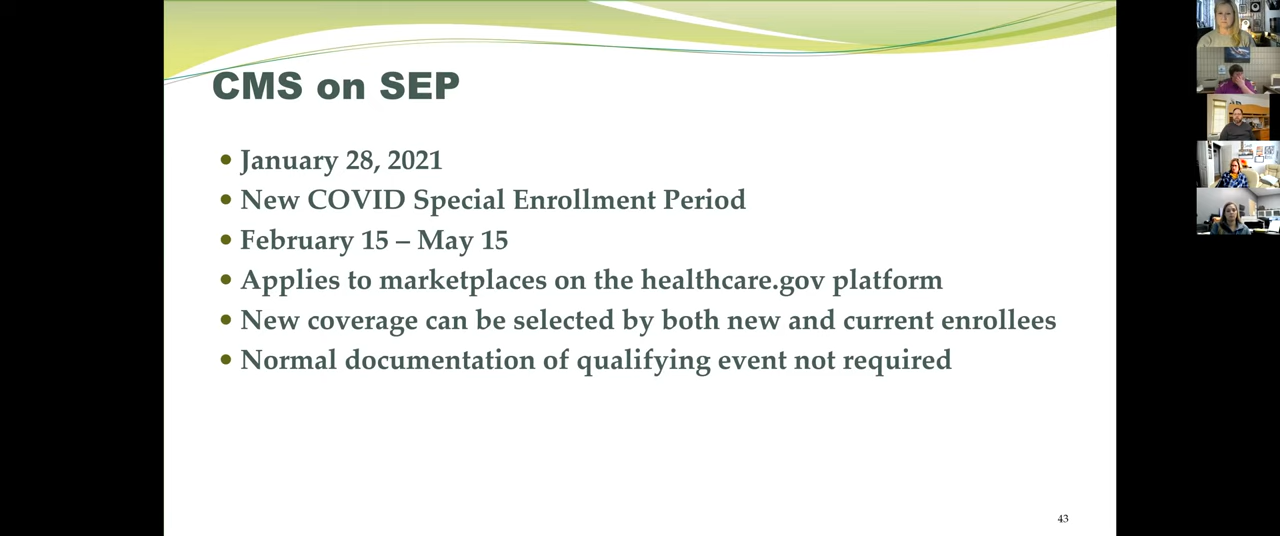 CMS on SEP
• January 28, 2021
• New COVID Special Enrollment Period
• February 15 – May 15
• Applies to marketplaces on the healthcare.gov platform
• New coverage can be selected by both new and current enrollees
• Normal documentation of qualifying event not required
43